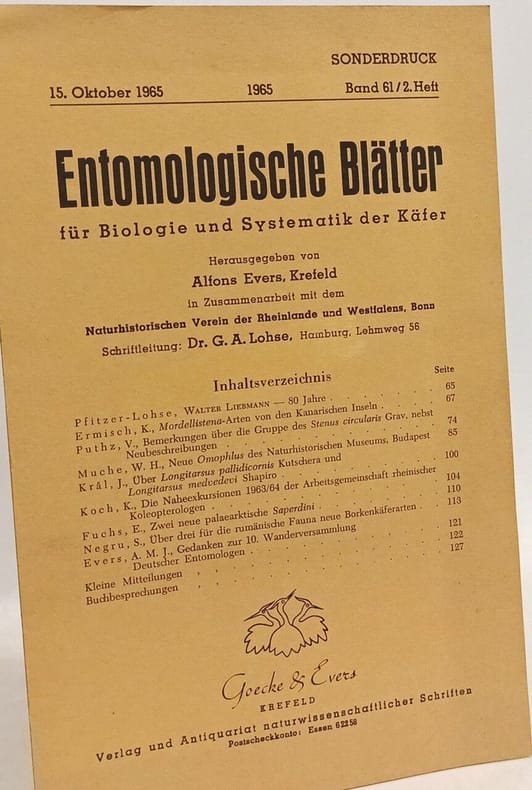 SONDERDRUCK
15. Oktober 1965 1965 Band 61/2. Heft
Entomologische Blätter
für Biologie und Systematik der Käfer
Herausgegeben von
Alfons Evers, Krefeld
in Zusammenarbeit mit dem
Naturhistorischen Verein der Rheinlande und Westfalens, Bonn
Schriftleitung: Dr. G. A. Lohse, Hamburg, Lehmweg 56
Inhaltsverzeichnis Seite
Pfitzer-Lohse, WALTER LIEBMANN — 80 Jahre . 65
Ermisch, K., Mordellistena-Arten von den Kanarischen Inseln . 67
Puthz, V., Bemerkungen über die Gruppe des Stenus circularis Grav, nebst
Neubeschreibungen 74
Muche, W. H., Neue Omophlus des Naturhistorischen Museums, Budapest 85
Král, J., Über Longitarsus pallidicornis Kutschera und
Longitarsus medvedevi Shapiro 100
Koch, K., Die Naheexkursionen 1963/64 der Arbeitsgemeinschaft rheinischer
Koleopterologen 104
Fuchs, E., Zwei neue palaearktische Saperdini 110
Negru, S., Über drei für die rumänische Fauna neue Borkenkäferarten 113
Evers, A. M. J., Gedanken zur 10. Wanderversammlung
Deutscher Entomologen 121
Kleine Mitteilungen 122
Buchbesprechungen 127
Goecke & Evers
KREFELD
Verlag und Antiquariat naturwissenschaftlicher Schriften
Postscheckkonto: Essen 62258